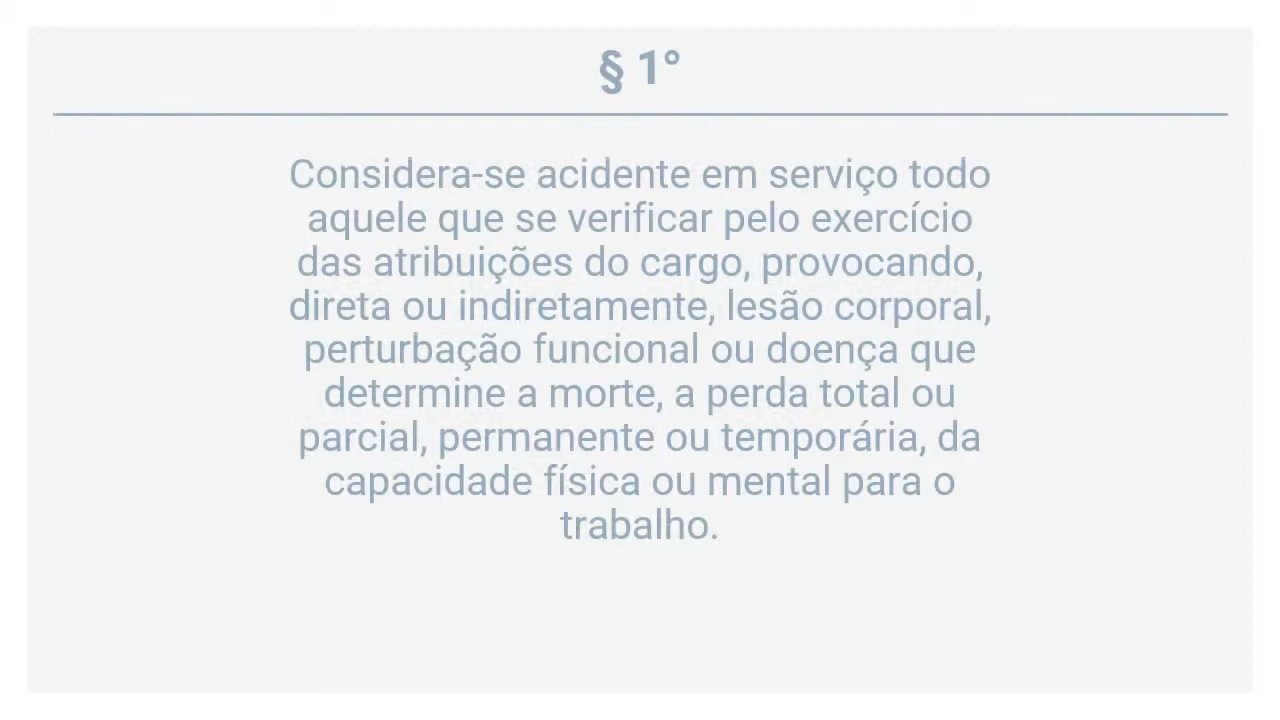 § 1°
Considera-se acidente em serviço todo
aquele que se verificar pelo exercício
das atribuições do cargo, provocando,
direta ou indiretamente, lesão corporal,
perturbação funcional ou doença que
determine a morte, a perda total ou
parcial, permanente ou temporária, da
capacidade física ou mental para o
trabalho.